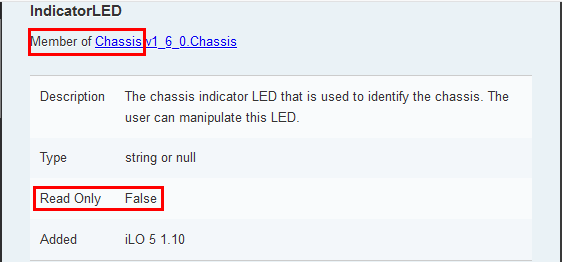 IndicatorLED
Member of Chassis.v1_6_0.Chassis
Description The chassis indicator LED that is used to identify the chassis. The
user can manipulate this LED.
Type string or null
Read Only False
Added iLO 5 1.10